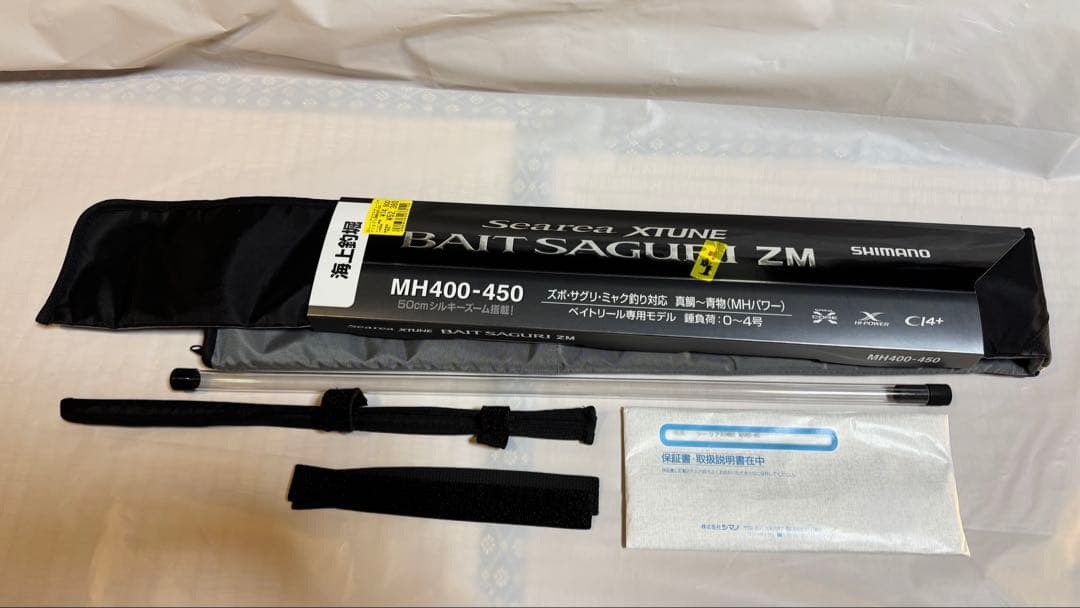 海上釣堀
Searea XTUNE
BAIT SAGURI ZM
SHIMANO
MH400-450
50cmシルキーズーム搭載!
ズボ・サグリ・ミャク釣り対応 真鯛〜青物(MHパワー)
ベイトリール専用モデル 錘負荷:0〜4号
X
HI-POWER
CI4+
Searea XTUNE BAIT SAGURI ZM
MH400-450
保証書・取扱説明書在中
株式会社シマノ